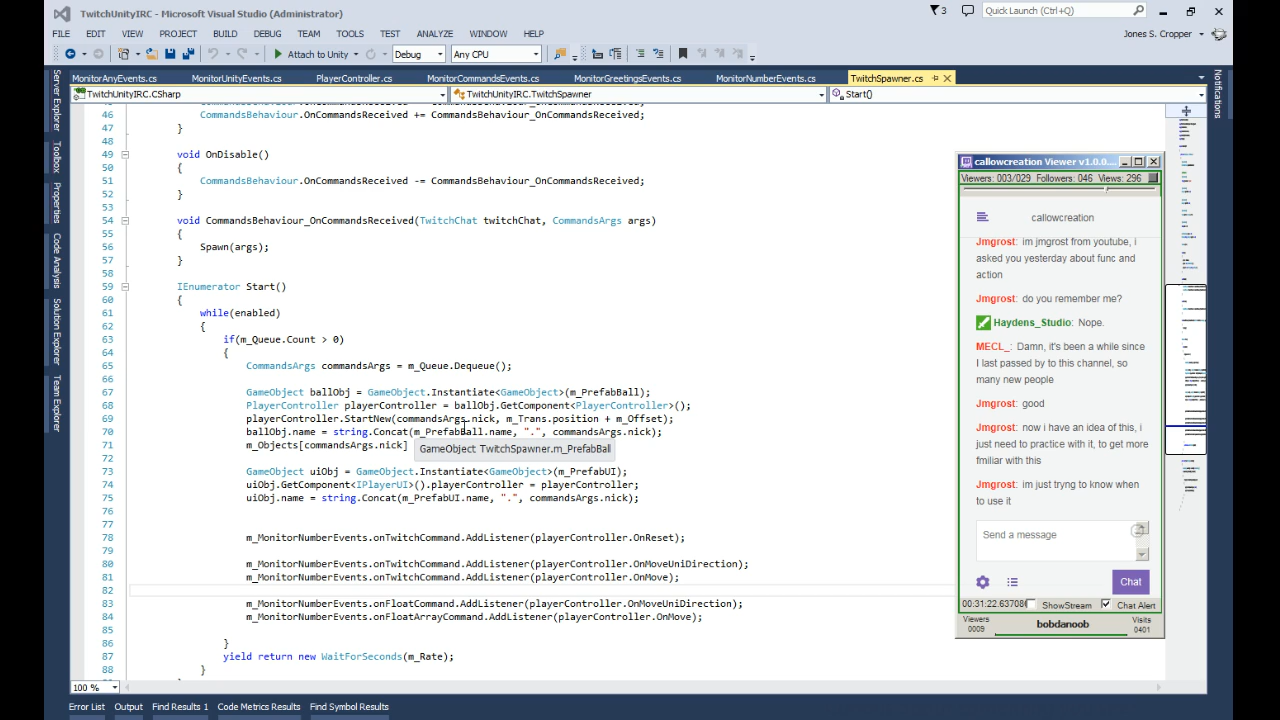 TwitchUnityIRC - Microsoft Visual Studio (Administrator)
3
Quick Launch (Ctrl+Q)
FILE EDIT VIEW PROJECT BUILD DEBUG TEAM TOOLS TEST ANALYZE WINDOW HELP
Jones S. Cropper
Attach to Unity Debug Any CPU
MonitorAnyEvents.cs MonitorUnityEvents.cs PlayerController.cs MonitorCommandsEvents.cs MonitorGreetingsEvents.cs MonitorNumberEvents.cs TwitchSpawner.cs
TwitchUnityIRC.CSharp TwitchUnityIRC.TwitchSpawner Start()
Server Explorer
Toolbox
Properties
Code Analysis
Solution Explorer
Team Explorer
Notifications
46 CommandsBehaviour.OnCommandsReceived += CommandsBehaviour_OnCommandsReceived;
47 }
48
49 void OnDisable()
50 {
51 CommandsBehaviour.OnCommandsReceived -= CommandsBehaviour_OnCommandsReceived;
52 }
53
54 void CommandsBehaviour_OnCommandsReceived(TwitchChat twitchChat, CommandsArgs args)
55 {
56 Spawn(args);
57 }
58
59 IEnumerator Start()
60 {
61 while(enabled)
62 {
63 if(m_Queue.Count > 0)
64 {
65 CommandsArgs commandsArgs = m_Queue.Dequeue();
66
67 GameObject ballObj = GameObject.Instantiate<GameObject>(m_PrefabBall);
68 PlayerController playerController = ballObj.GetComponent<PlayerController>();
69 playerController.StartNew(commandsArgs.nick, m_Trans.position + m_Offset);
70 ballObj.name = string.Concat(m_PrefabBall.name, ".", commandsArgs.nick);
71 m_Objects[commandsArgs.nick]
GameObject TwitchSpawner.m_PrefabBall
72
73 GameObject uiObj = GameObject.Instantiate<GameObject>(m_PrefabUI);
74 uiObj.GetComponent<IPlayerUI>().playerController = playerController;
75 uiObj.name = string.Concat(m_PrefabUI.name, ".", commandsArgs.nick);
76
77
78 m_MonitorNumberEvents.onTwitchCommand.AddListener(playerController.OnReset);
79
80 m_MonitorNumberEvents.onTwitchCommand.AddListener(playerController.OnMoveUniDirection);
81 m_MonitorNumberEvents.onTwitchCommand.AddListener(playerController.OnMove);
82
83 m_MonitorNumberEvents.onFloatCommand.AddListener(playerController.OnMoveUniDirection);
84 m_MonitorNumberEvents.onFloatArrayCommand.AddListener(playerController.OnMove);
85
86 }
87 yield return new WaitForSeconds(m_Rate);
88 }
100 %
Error List Output Find Results 1 Code Metrics Results Find Symbol Results
callowcreation Viewer v1.0.0....
Viewers: 003/029 Followers: 046 Views: 296
callowcreation
Jmgrost: im jmgrost from youtube, i
asked you yesterday about func and
action
Jmgrost: do you remember me?
Haydens_Studio: Nope.
MECL_: Damn, it's been a while since
I last passed by to this channel, so
many new people
Jmgrost: good
Jmgrost: now i have an idea of this, i
just need to practice with it, to get more
fmiliar with this
Jmgrost: im just tryng to know when
to use it
Send a message
Chat
ShowStream Chat Alert
Viewers
0009
bobdanoob
Visits
0401